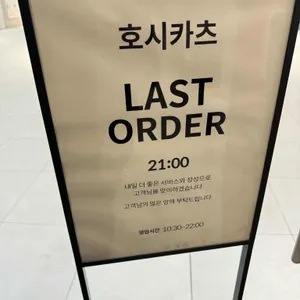 호시카츠
LAST
ORDER
21:00
내일 더 좋은 서비스와 정성으로
고객님을 맞이하겠습니다
고객님의 많은 양해 부탁드립니다
영업시간 10:30-22:00